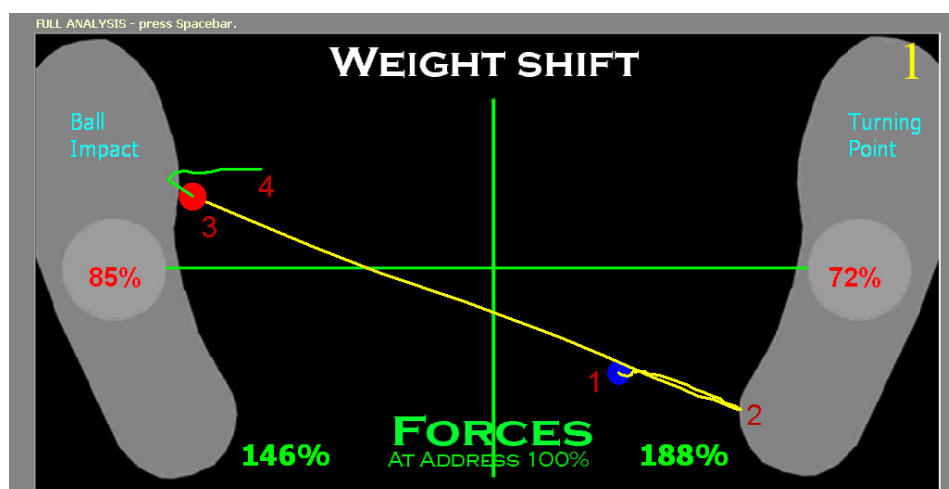 FULL ANALYSIS - press Spacebar.
WEIGHT SHIFT
1
Ball
Impact
Turning
Point
4
3
85%
72%
1
2
FORCES
AT ADDRESS 100%
146%
188%